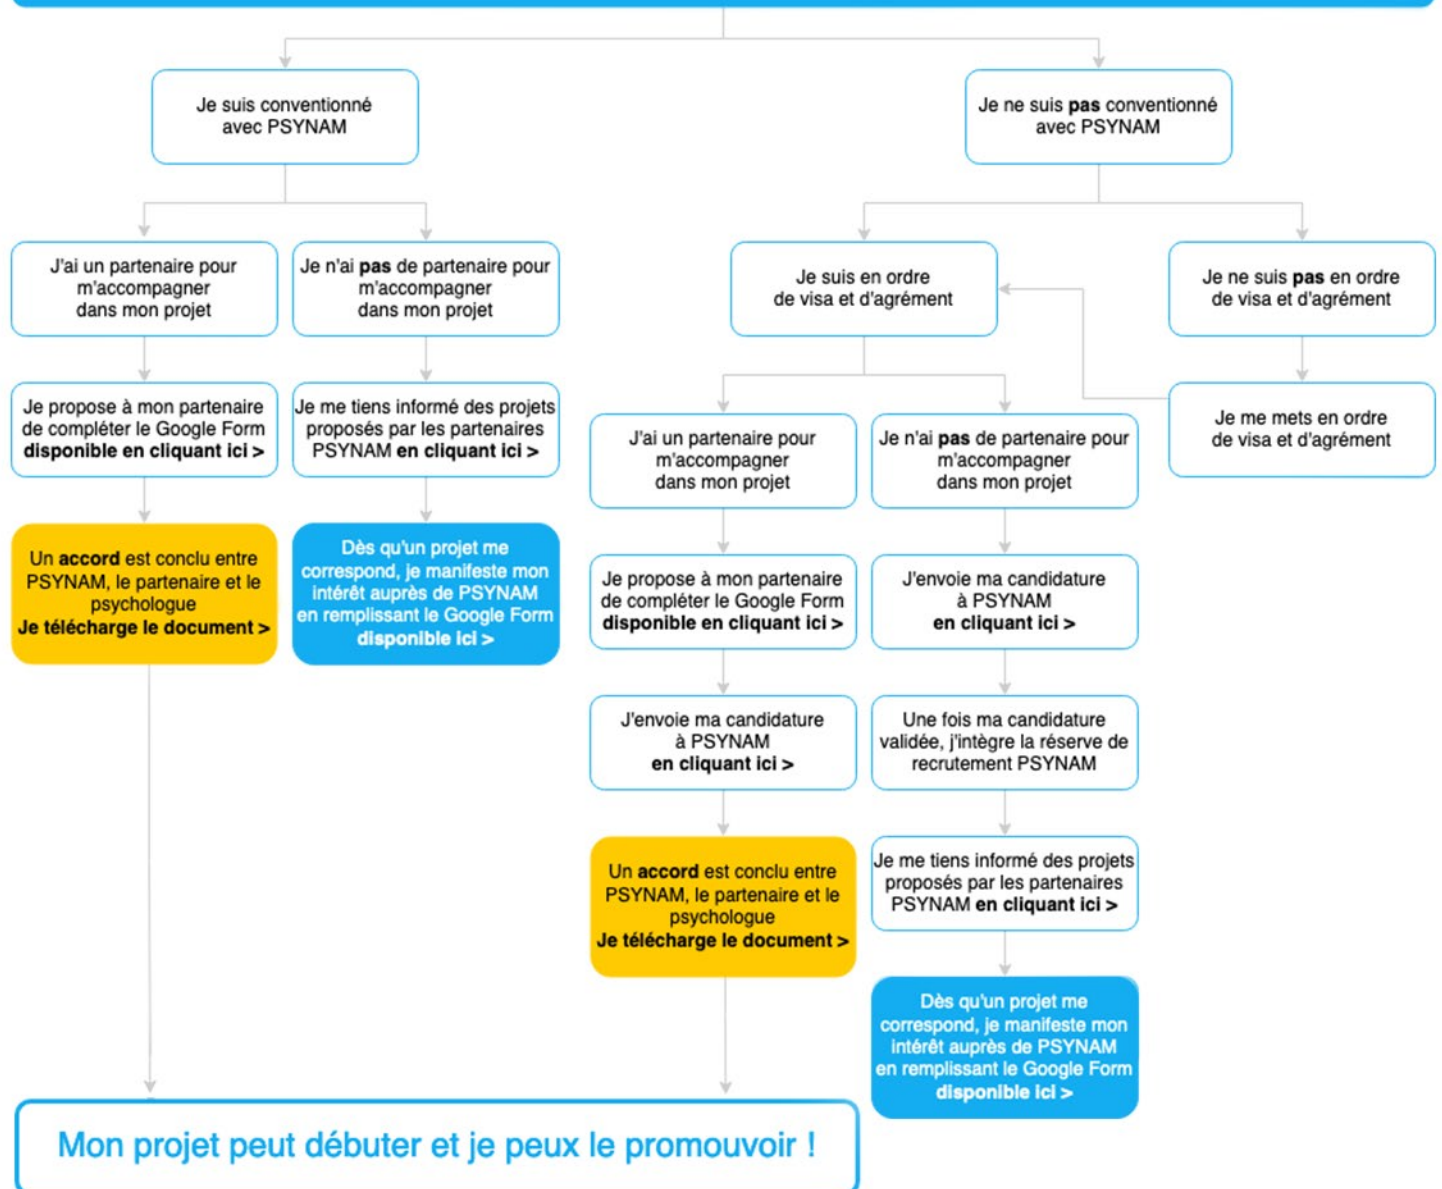 Je suis conventionné
avec PSYNAM
Je ne suis pas conventionné
avec PSYNAM
J'ai un partenaire pour
m'accompagner
dans mon projet
Je n'ai pas de partenaire pour
m'accompagner
dans mon projet
Je suis en ordre
de visa et d'agrément
Je ne suis pas en ordre
de visa et d'agrément
Je propose à mon partenaire
de compléter le Google Form
disponible en cliquant ici >
Je me tiens informé des projets
proposés par les partenaires
PSYNAM en cliquant ici >
J'ai un partenaire pour
m'accompagner
dans mon projet
Je n'ai pas de partenaire pour
m'accompagner
dans mon projet
Je me mets en ordre
de visa et d'agrément
Un accord est conclu entre
PSYNAM, le partenaire et le
psychologue
Je télécharge le document >
Dès qu'un projet me
correspond, je manifeste mon
intérêt auprès de PSYNAM
en remplissant le Google Form
disponible ici >
Je propose à mon partenaire
de compléter le Google Form
disponible en cliquant ici >
J'envoie ma candidature
à PSYNAM
en cliquant ici >
J'envoie ma candidature
à PSYNAM
en cliquant ici >
Une fois ma candidature
validée, j'intègre la réserve de
recrutement PSYNAM
Un accord est conclu entre
PSYNAM, le partenaire et le
psychologue
Je télécharge le document >
Je me tiens informé des projets
proposés par les partenaires
PSYNAM en cliquant ici >
Dès qu'un projet me
correspond, je manifeste mon
intérêt auprès de PSYNAM
en remplissant le Google Form
disponible ici >
Mon projet peut débuter et je peux le promouvoir !